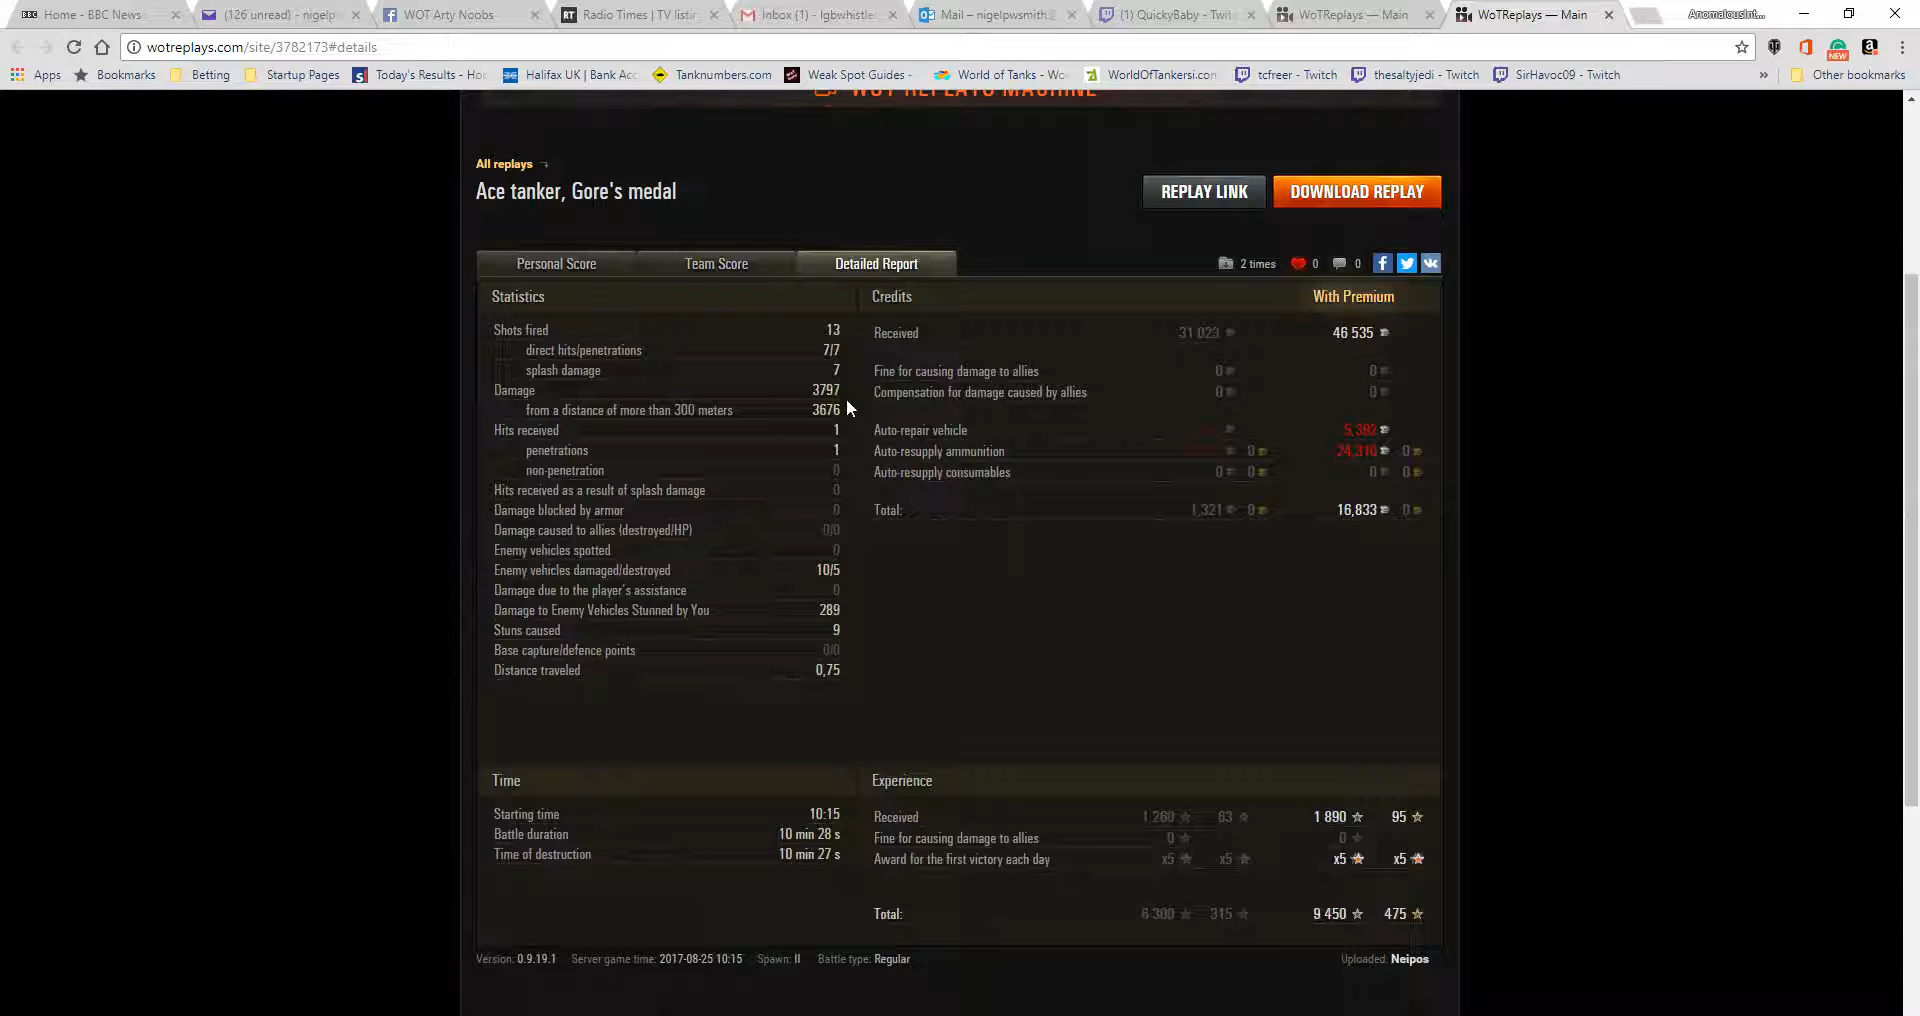 Home - BBC News
(126 unread) - nigelp
WOT Arty Noobs
Radio Times | TV listin
Inbox (1) - lgbwhistle
Mail – nigelpwsmith
(1) QuickyBaby - Twit
WoTReplays — Main
WoTReplays — Main
AnomalousInt...
wotreplays.com/site/3782173#details
Apps Bookmarks Betting Startup Pages Today's Results - Ho Halifax UK | Bank Acc Tanknumbers.com Weak Spot Guides - World of Tanks - Wo WorldOfTankersi.com tcfreer - Twitch thesaltyjedi - Twitch SirHavoc09 - Twitch » Other bookmarks
WOT REPLAYS MACHINE
All replays
Ace tanker, Gore's medal
REPLAY LINK DOWNLOAD REPLAY
Personal Score Team Score Detailed Report 2 times 0 0
Statistics Credits With Premium
Shots fired 13
direct hits/penetrations 7/7
splash damage 7
Damage 3797
from a distance of more than 300 meters 3676
Hits received 1
penetrations 1
non-penetration 0
Hits received as a result of splash damage 0
Damage blocked by armor 0
Damage caused to allies (destroyed/HP) 0/0
Enemy vehicles spotted 0
Enemy vehicles damaged/destroyed 10/5
Damage due to the player's assistance 0
Damage to Enemy Vehicles Stunned by You 289
Stuns caused 9
Base capture/defence points 0/0
Distance traveled 0,75
Received 31 023 46 535
Fine for causing damage to allies 0 0
Compensation for damage caused by allies 0 0
Auto-repair vehicle 5,392
Auto-resupply ammunition 0 24,310 0
Auto-resupply consumables 0 0 0 0
Total: 1,321 0 16,833 0
Time Experience
Starting time 10:15
Battle duration 10 min 28 s
Time of destruction 10 min 27 s
Received 1 260 63 1 890 95
Fine for causing damage to allies 0 0
Award for the first victory each day x5 x5 x5 x5
Total: 6 300 315 9 450 475
Version: 0.9.19.1 Server game time: 2017-08-25 10:15 Spawn: II Battle type: Regular Uploaded: Neipos